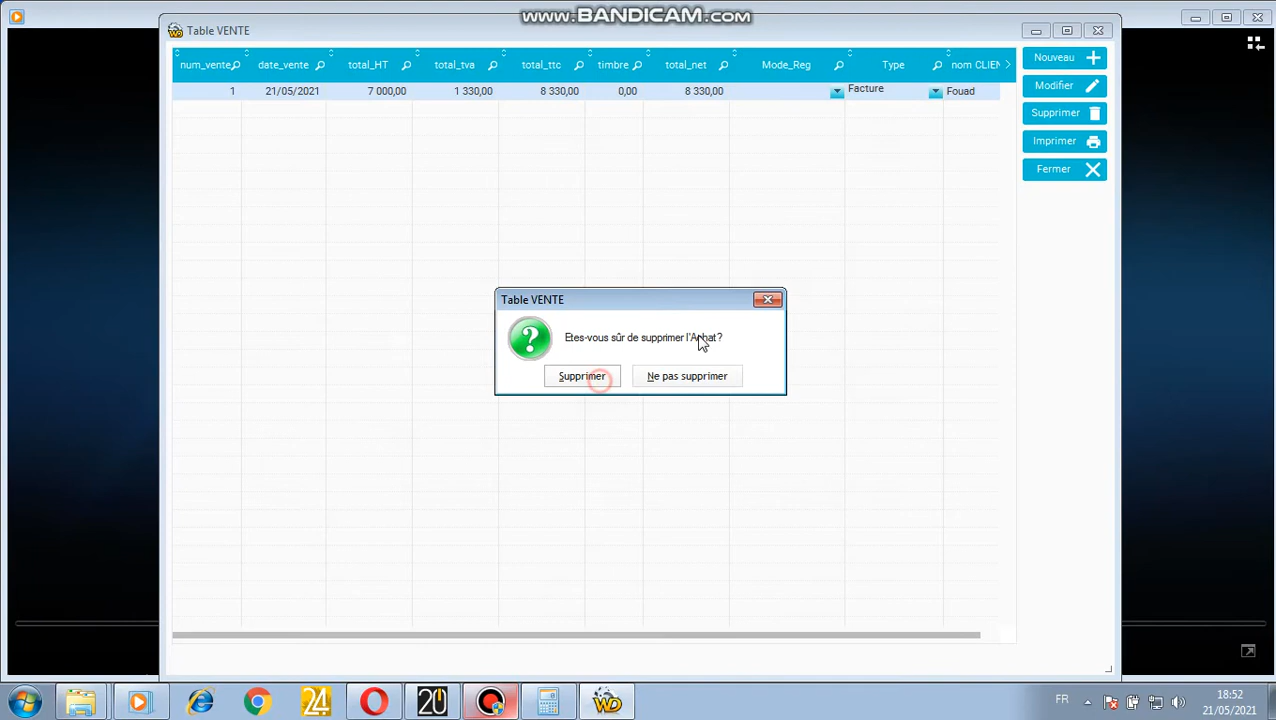 www.BANDICAM.com
Table VENTE
num_vente date_vente total_HT total_tva total_ttc timbre total_net Mode_Reg Type nom CLIEN
1 21/05/2021 7 000,00 1 330,00 8 330,00 0,00 8 330,00 Facture Fouad
Nouveau
Modifier
Supprimer
Imprimer
Fermer
Table VENTE
Etes-vous sûr de supprimer l'Achat ?
Supprimer Ne pas supprimer
24 20 WD
FR 18:52
21/05/2021